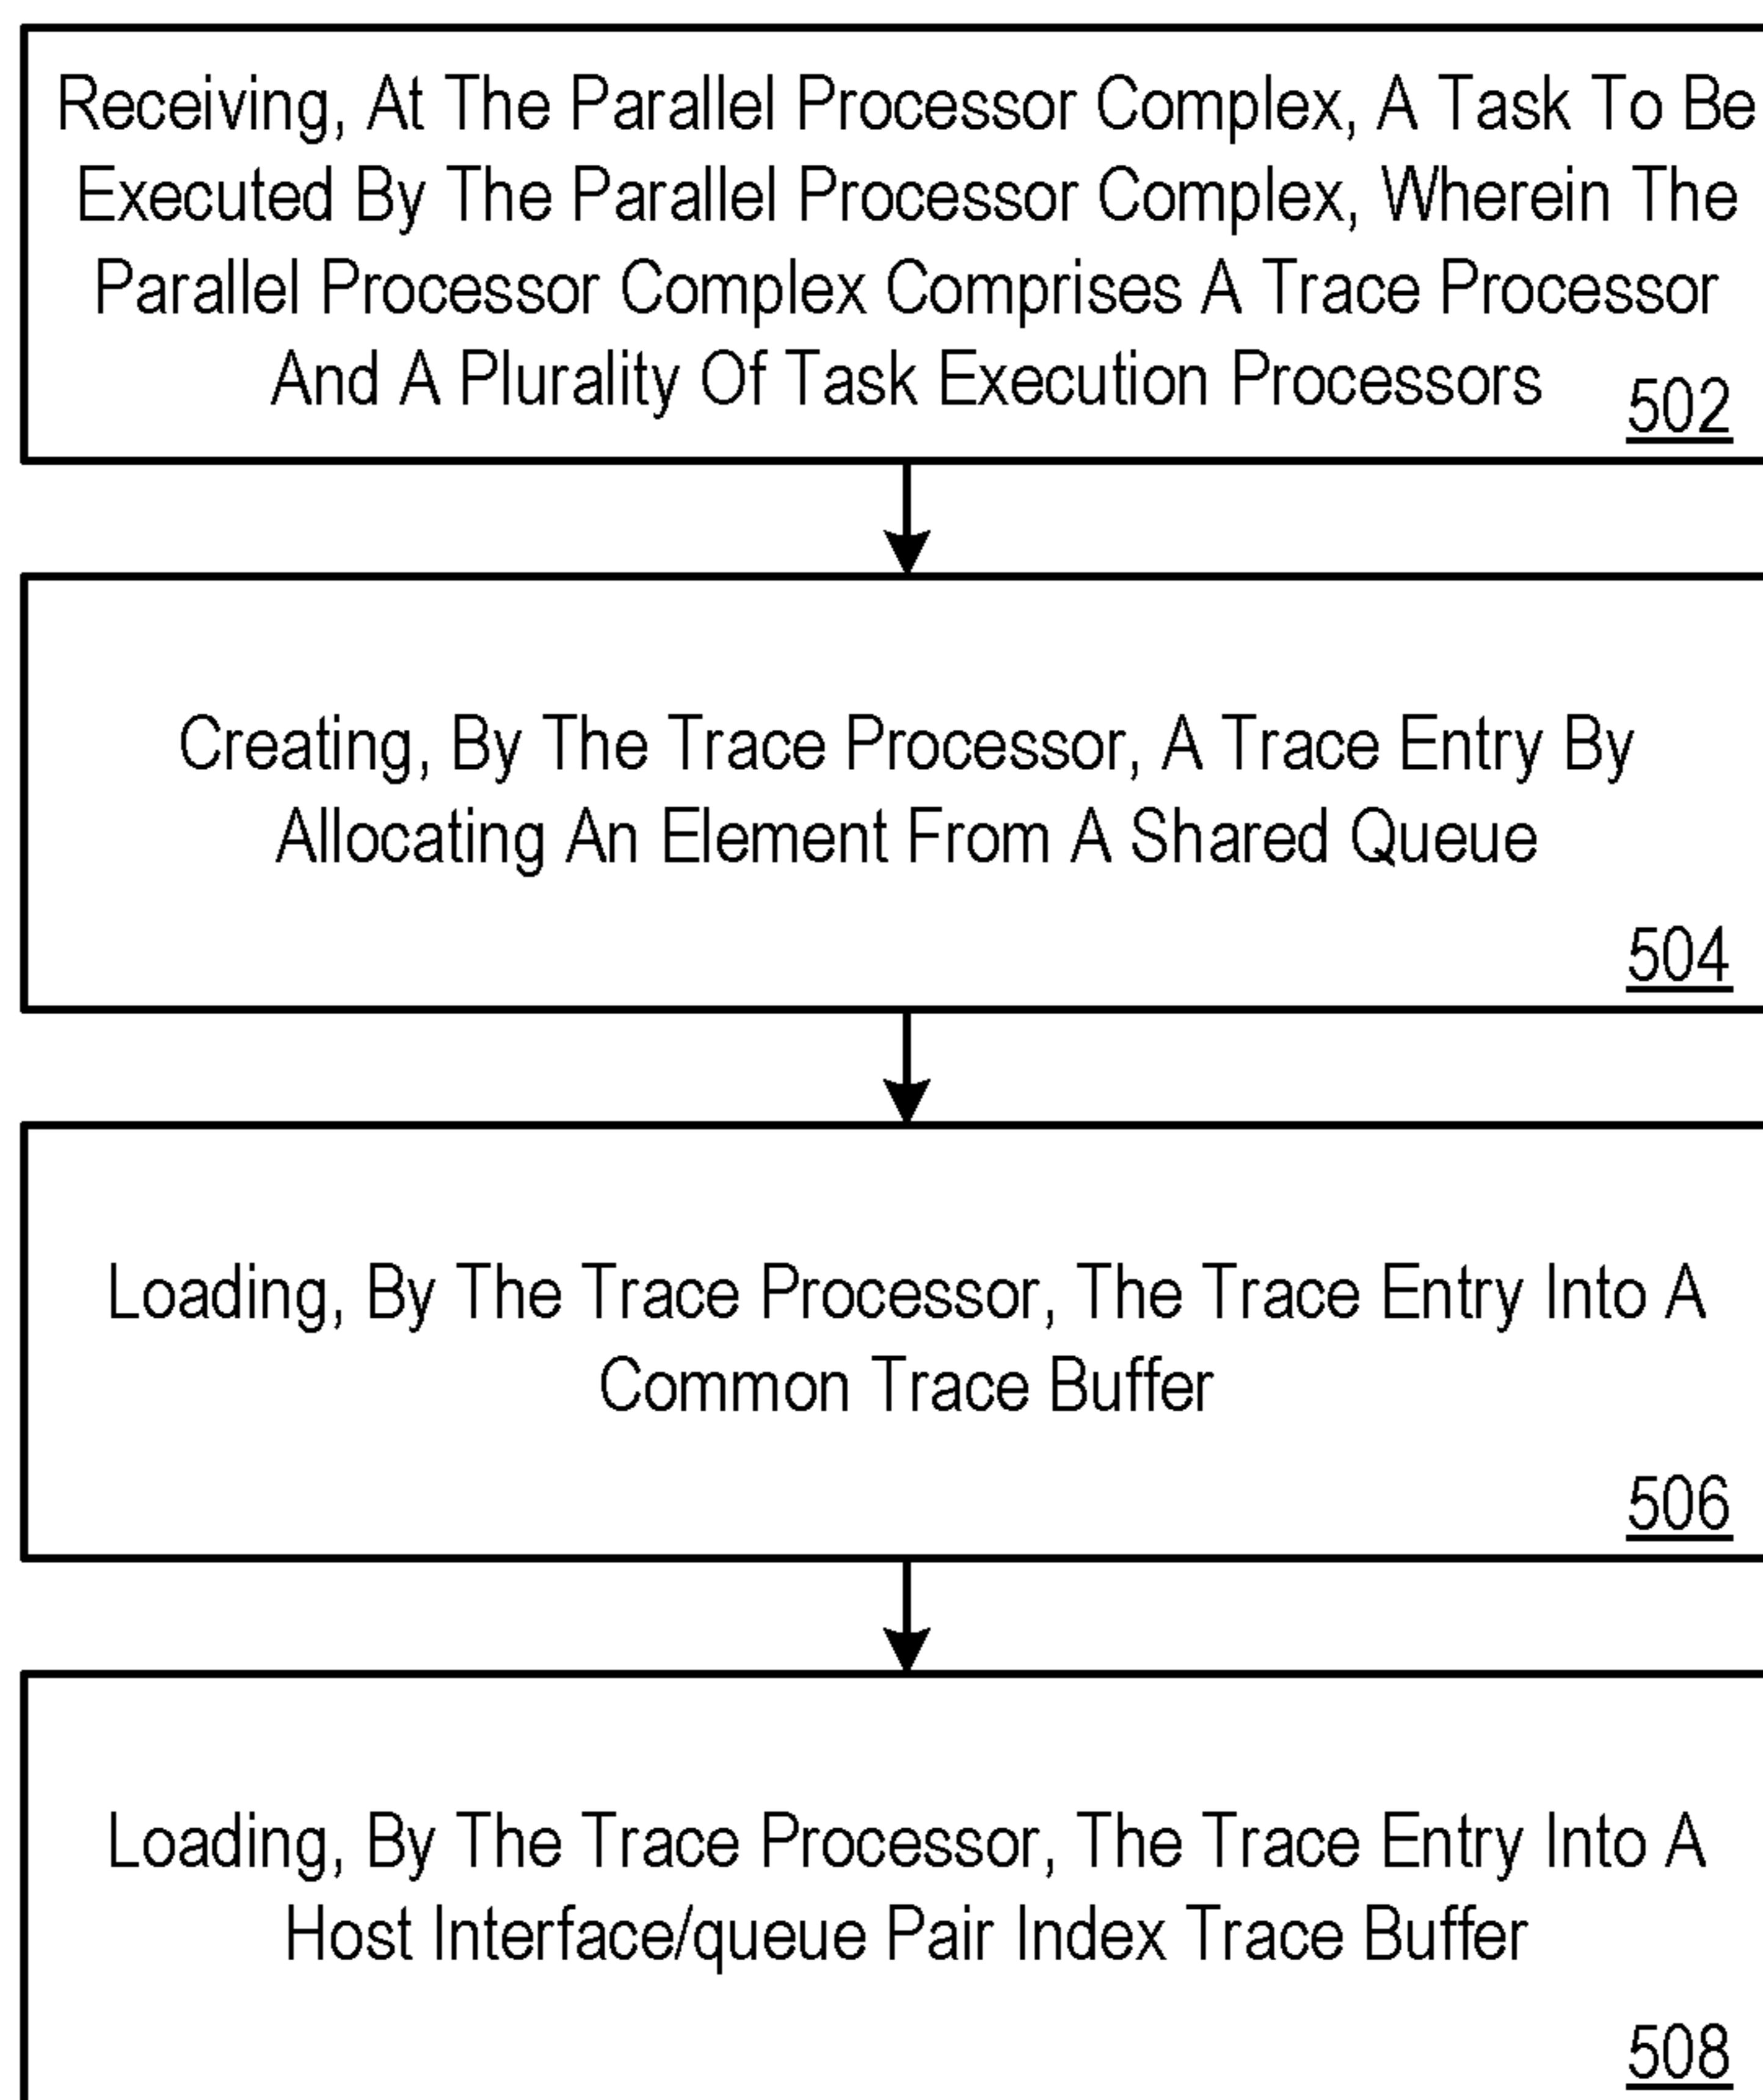 Receiving, At The Parallel Processor Complex, A Task To Be
Executed By The Parallel Processor Complex, Wherein The
Parallel Processor Complex Comprises A Trace Processor
And A Plurality Of Task Execution Processors
502
Creating, By The Trace Processor, A Trace Entry By
Allocating An Element From A Shared Queue
504
Loading, By The Trace Processor, The Trace Entry Into A
Common Trace Buffer
506
Loading, By The Trace Processor, The Trace Entry Into A
Host Interface/queue Pair Index Trace Buffer
508